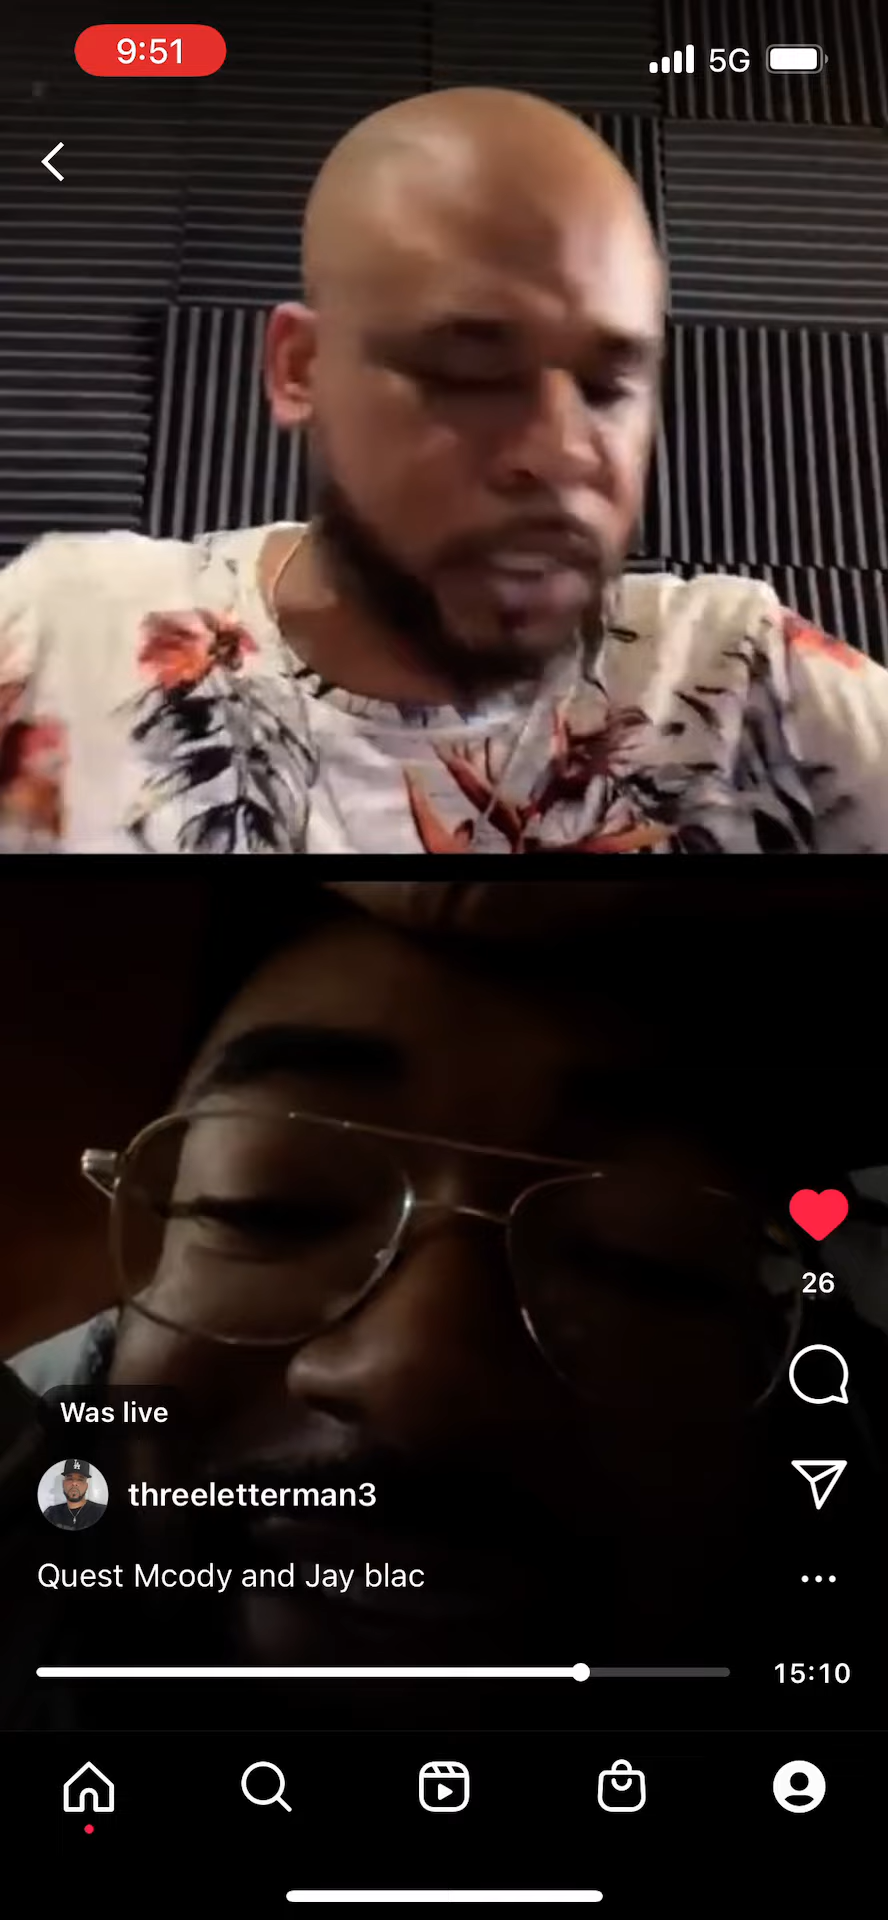 9:51
5G
26
Was live
threeletterman3
Quest Mcody and Jay blac
15:10